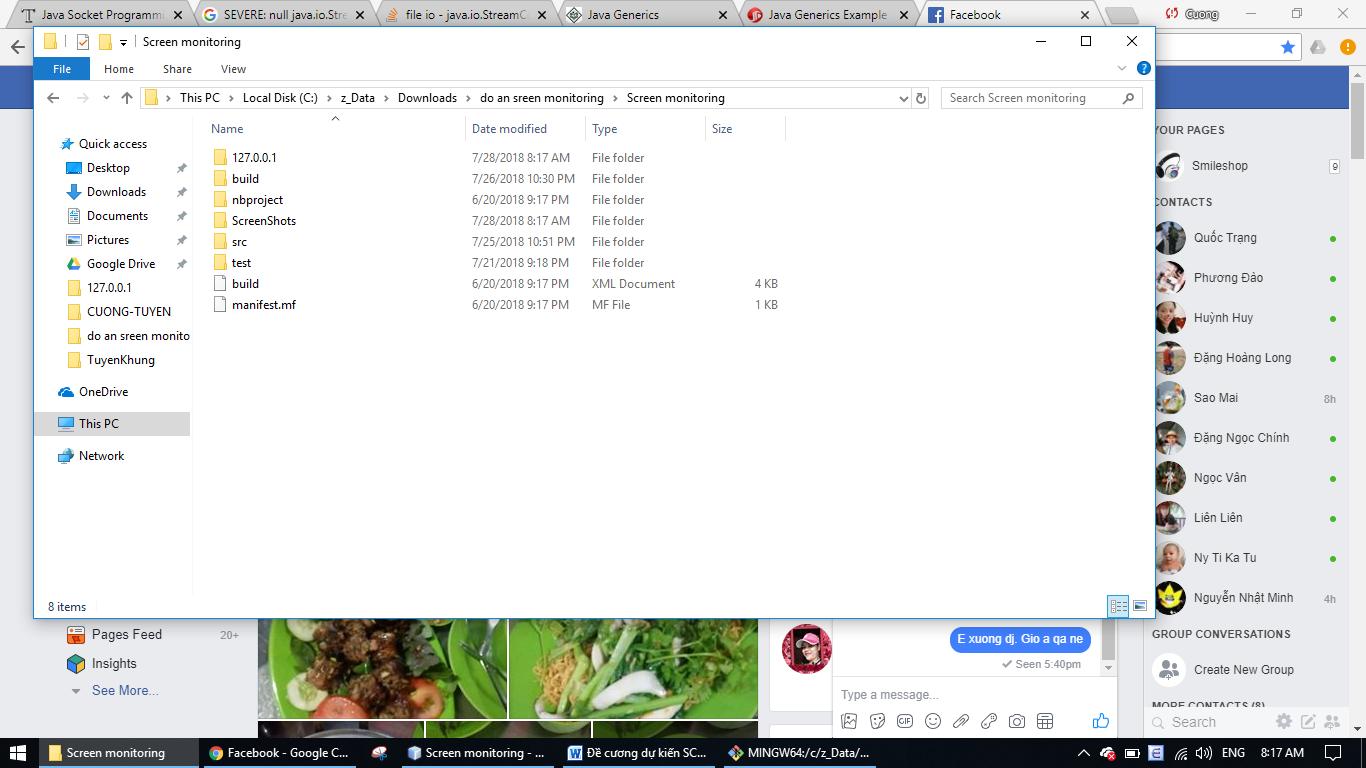 Java Socket Programmi
SEVERE: null java.io.Stre
file io - java.io.StreamC
Java Generics
Java Generics Example
Facebook
Cuong
Screen monitoring
File Home Share View
This PC Local Disk (C:) z_Data Downloads do an sreen monitoring Screen monitoring
Search Screen monitoring
Name Date modified Type Size
127.0.0.1 7/28/2018 8:17 AM File folder
build 7/26/2018 10:30 PM File folder
nbproject 6/20/2018 9:17 PM File folder
ScreenShots 7/28/2018 8:17 AM File folder
src 7/25/2018 10:51 PM File folder
test 7/21/2018 9:18 PM File folder
build 6/20/2018 9:17 PM XML Document 4 KB
manifest.mf 6/20/2018 9:17 PM MF File 1 KB
Quick access
Desktop
Downloads
Documents
Pictures
Google Drive
127.0.0.1
CUONG-TUYEN
do an sreen monito
TuyenKhung
OneDrive
This PC
Network
8 items
YOUR PAGES
Smileshop 9
CONTACTS
Quốc Trạng
Phương Đảo
Huỳnh Huy
Đặng Hoàng Long
Sao Mai 8h
Đặng Ngọc Chính
Ngọc Vân
Liên Liên
Ny Ti Ka Tu
Nguyễn Nhật Minh 4h
GROUP CONVERSATIONS
Create New Group
MORE CONTACTS (8)
Search
Pages Feed 20+
Insights
See More...
E xuong dj. Gio a qa ne
Seen 5:40pm
Type a message...
GIF
Screen monitoring
Facebook - Google C...
Screen monitoring - ...
Đề cương dự kiến SC...
MINGW64:/c/z_Data/...
ENG
8:17 AM